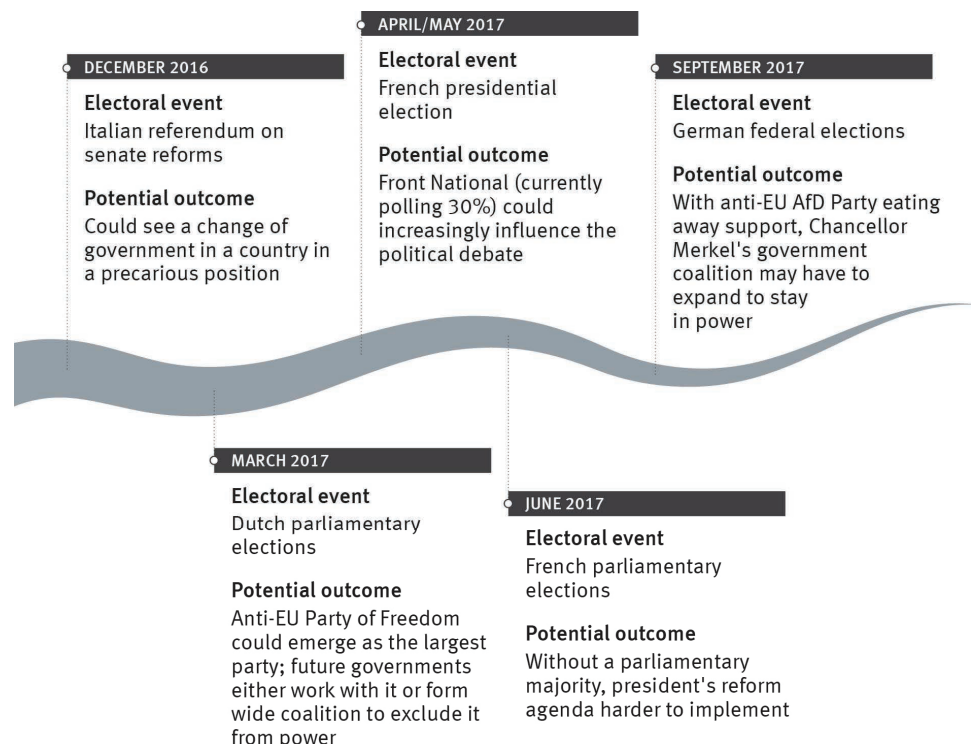 DECEMBER 2016
Electoral event
Italian referendum on
senate reforms
Potential outcome
Could see a change of
government in a country in
a precarious position
MARCH 2017
Electoral event
Dutch parliamentary
elections
Potential outcome
Anti-EU Party of Freedom
could emerge as the largest
party; future governments
either work with it or form
wide coalition to exclude it
from power
APRIL/MAY 2017
Electoral event
French presidential
election
Potential outcome
Front National (currently
polling 30%) could
increasingly influence the
political debate
JUNE 2017
Electoral event
French parliamentary
elections
Potential outcome
Without a parliamentary
majority, president's reform
agenda harder to implement
SEPTEMBER 2017
Electoral event
German federal elections
Potential outcome
With anti-EU AfD Party eating
away support, Chancellor
Merkel's government
coalition may have to
expand to stay
in power